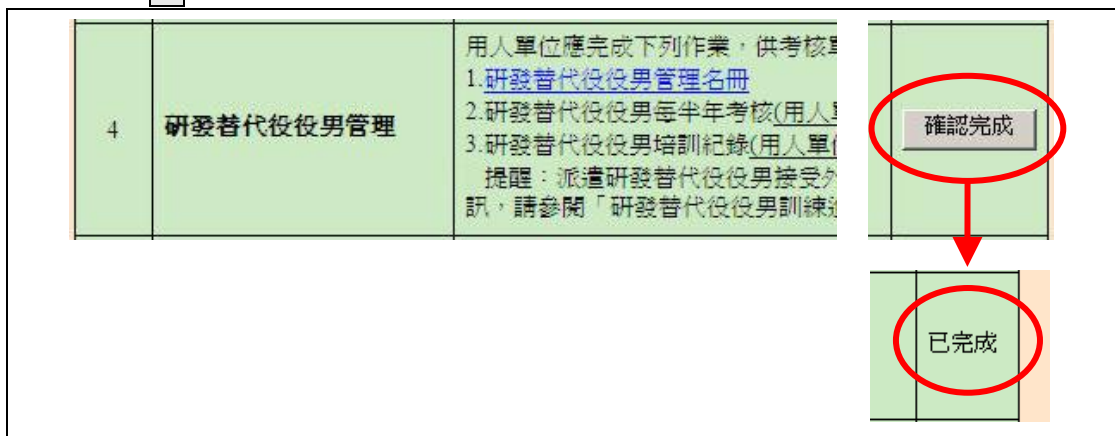 4
研發替代役役男管理
用人單位應完成下列作業,供考核
1.研發替代役役男管理名冊
2.研發替代役役男每半年考核(用人
3.研發替代役役男培訓紀錄(用人單
提醒:派遣研發替代役役男接受
訊,請參閱「研發替代役役男訓練
確認完成
已完成